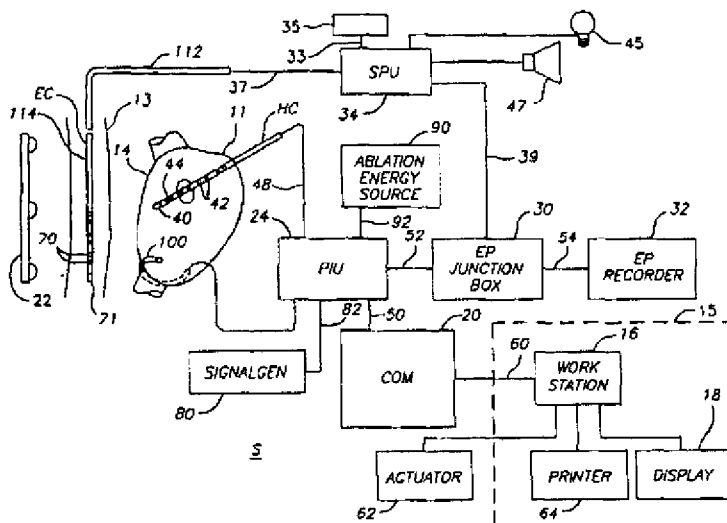 35
45
112
33
SPU
37
34
47
EC
13
114
HC
11
14
90
44
ABLATION
ENERGY
SOURCE
39
48
42
40
24
92
30
32
100
52
54
70
PIU
EP
JUNCTION
BOX
EP
RECORDER
22
71
82
50
20
15
60
16
SIGNALGEN
COM
WORK
STATION
18
80
S
ACTUATOR
PRINTER
DISPLAY
62
64